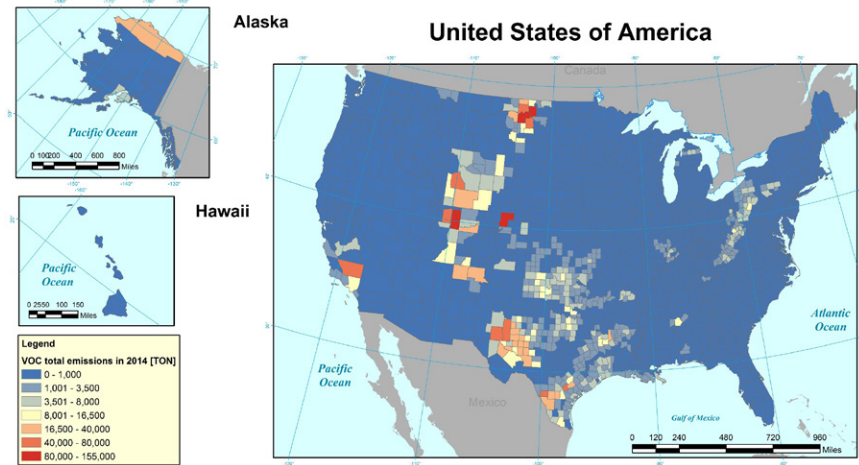 Alaska
United States of America
Canada
Pacific Ocean
0 100 200 400 600 800
Miles
Hawaii
Pacific
Ocean
0 2550 100 150
Miles
Legend
VOC total emissions in 2014 [TON]
0 - 1,000
1,001 - 3,500
3,501 - 8,000
8,001 - 16,500
16,500 - 40,000
40,000 - 80,000
80,000 - 155,000
Pacific
Ocean
Mexico
Gulf of Mexico
Atlantic
Ocean
0 120 240 480 720 960
Miles